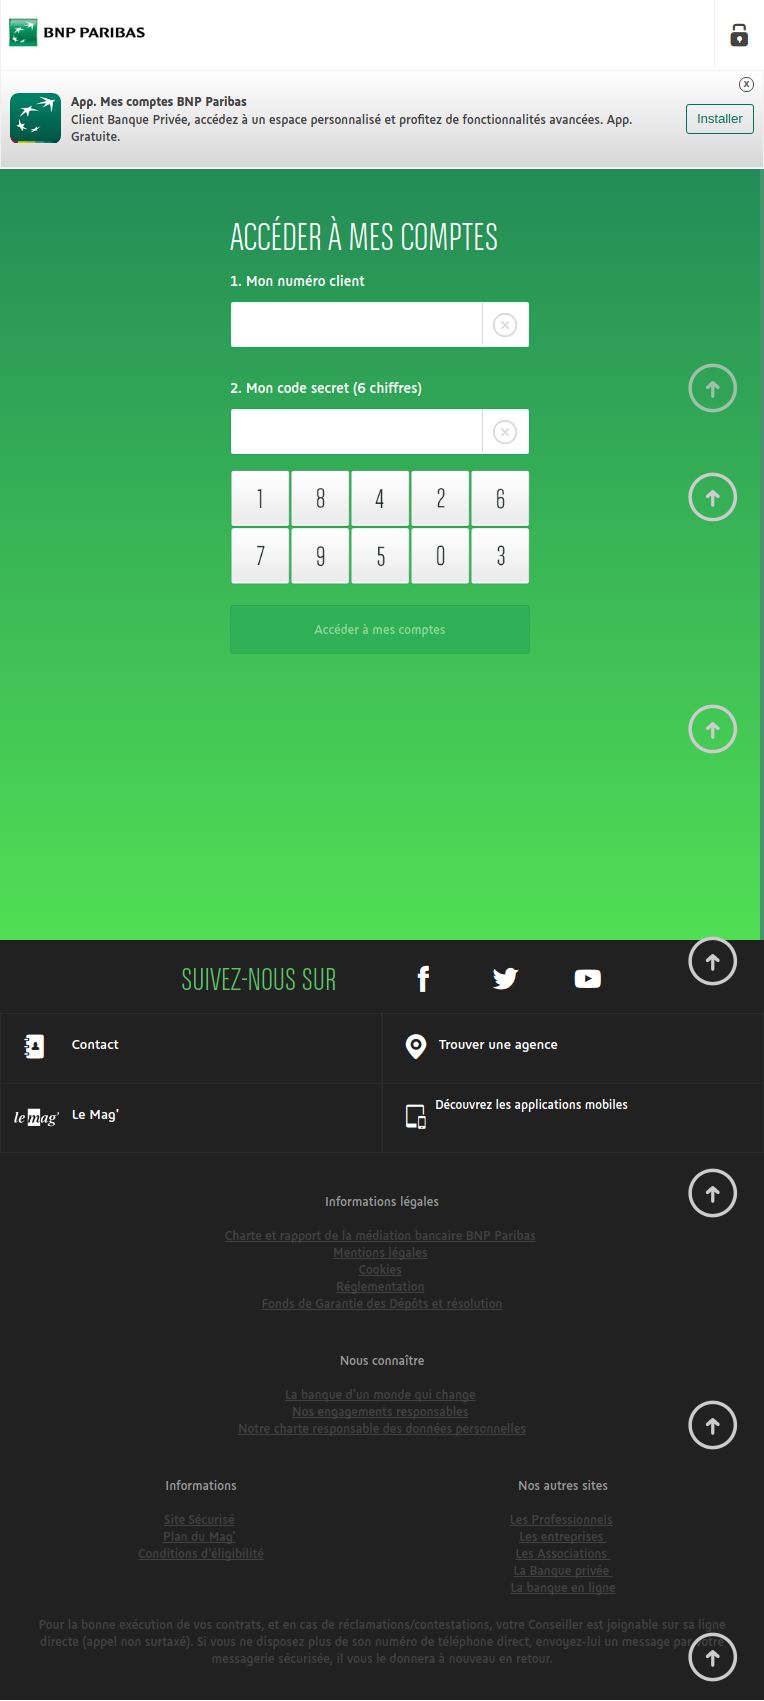 BNP PARIBAS
x
App. Mes comptes BNP Paribas
Client Banque Privée, accédez à un espace personnalisé et profitez de fonctionnalités avancées. App.
Gratuite.
Installer
ACCÉDER À MES COMPTES
1. Mon numéro client
2. Mon code secret (6 chiffres)
1 8 4 2 6
7 9 5 0 3
Accéder à mes comptes
SUIVEZ-NOUS SUR
Contact
Trouver une agence
le mag'
Le Mag'
Découvrez les applications mobiles
Informations légales
Charte et rapport de la médiation bancaire BNP Paribas
Mentions légales
Cookies
Réglementation
Fonds de Garantie des Dépôts et résolution
Nous connaître
La banque d'un monde qui change
Nos engagements responsables
Notre charte responsable des données personnelles
Informations
Site Sécurisé
Plan du Mag'
Conditions d'éligibilité
Nos autres sites
Les Professionnels
Les entreprises
Les Associations
La Banque privée
La banque en ligne
Pour la bonne exécution de vos contrats, et en cas de réclamations/contestations, votre Conseiller est joignable sur sa ligne
directe (appel non surtaxé). Si vous ne disposez plus de son numéro de téléphone direct, envoyez-lui un message par votre
messagerie sécurisée, il vous le donnera à nouveau en retour.